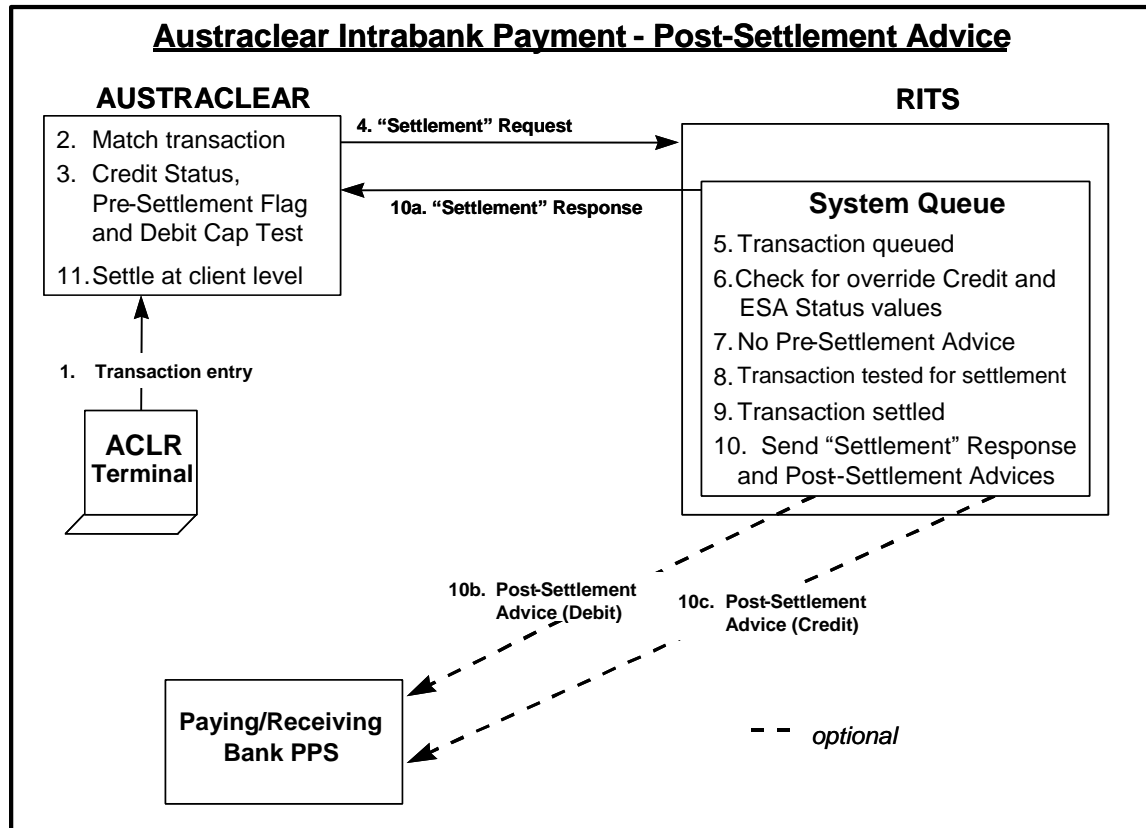 Austraclear Intrabank Payment - Post-Settlement Advice
AUSTRACLEAR
2. Match transaction
3. Credit Status,
Pre-Settlement Flag
and Debit Cap Test
11. Settle at client level
4. “Settlement” Request
10a. “Settlement” Response
RITS
System Queue
5. Transaction queued
6. Check for override Credit and
ESA Status values
7. No Pre-Settlement Advice
8. Transaction tested for settlement
9. Transaction settled
10. Send “Settlement” Response
and Post-Settlement Advices
1. Transaction entry
ACLR
Terminal
10b. Post-Settlement
Advice (Debit)
10c. Post-Settlement
Advice (Credit)
Paying/Receiving
Bank PPS
optional